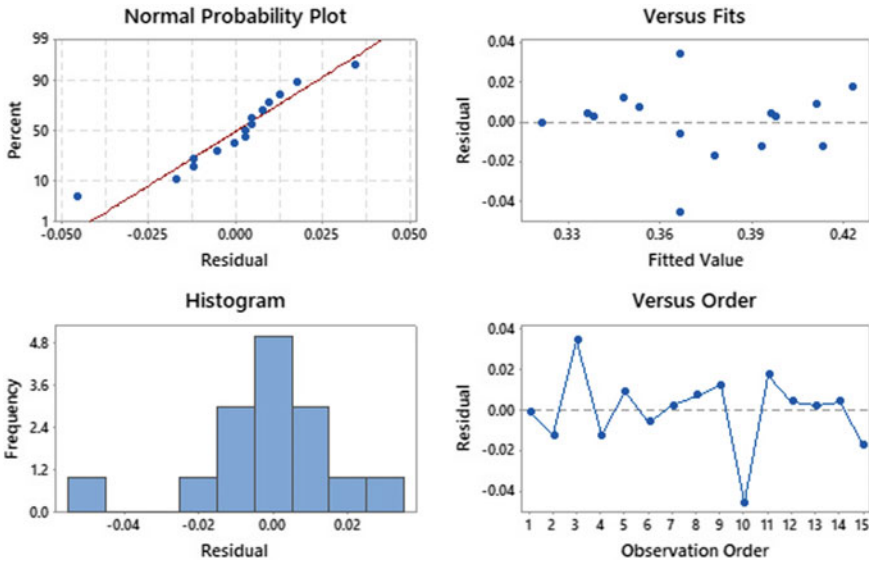 Normal Probability Plot
99
90
50
10
1
Percent
-0.050 -0.025 0.000 0.025 0.050
Residual
Versus Fits
0.04
0.02
0.00
-0.02
-0.04
Residual
0.33 0.36 0.39 0.42
Fitted Value
Histogram
4.8
3.6
2.4
1.2
0.0
Frequency
-0.04 -0.02 0.00 0.02
Residual
Versus Order
0.04
0.02
0.00
-0.02
-0.04
Residual
1 2 3 4 5 6 7 8 9 10 11 12 13 14 15
Observation Order